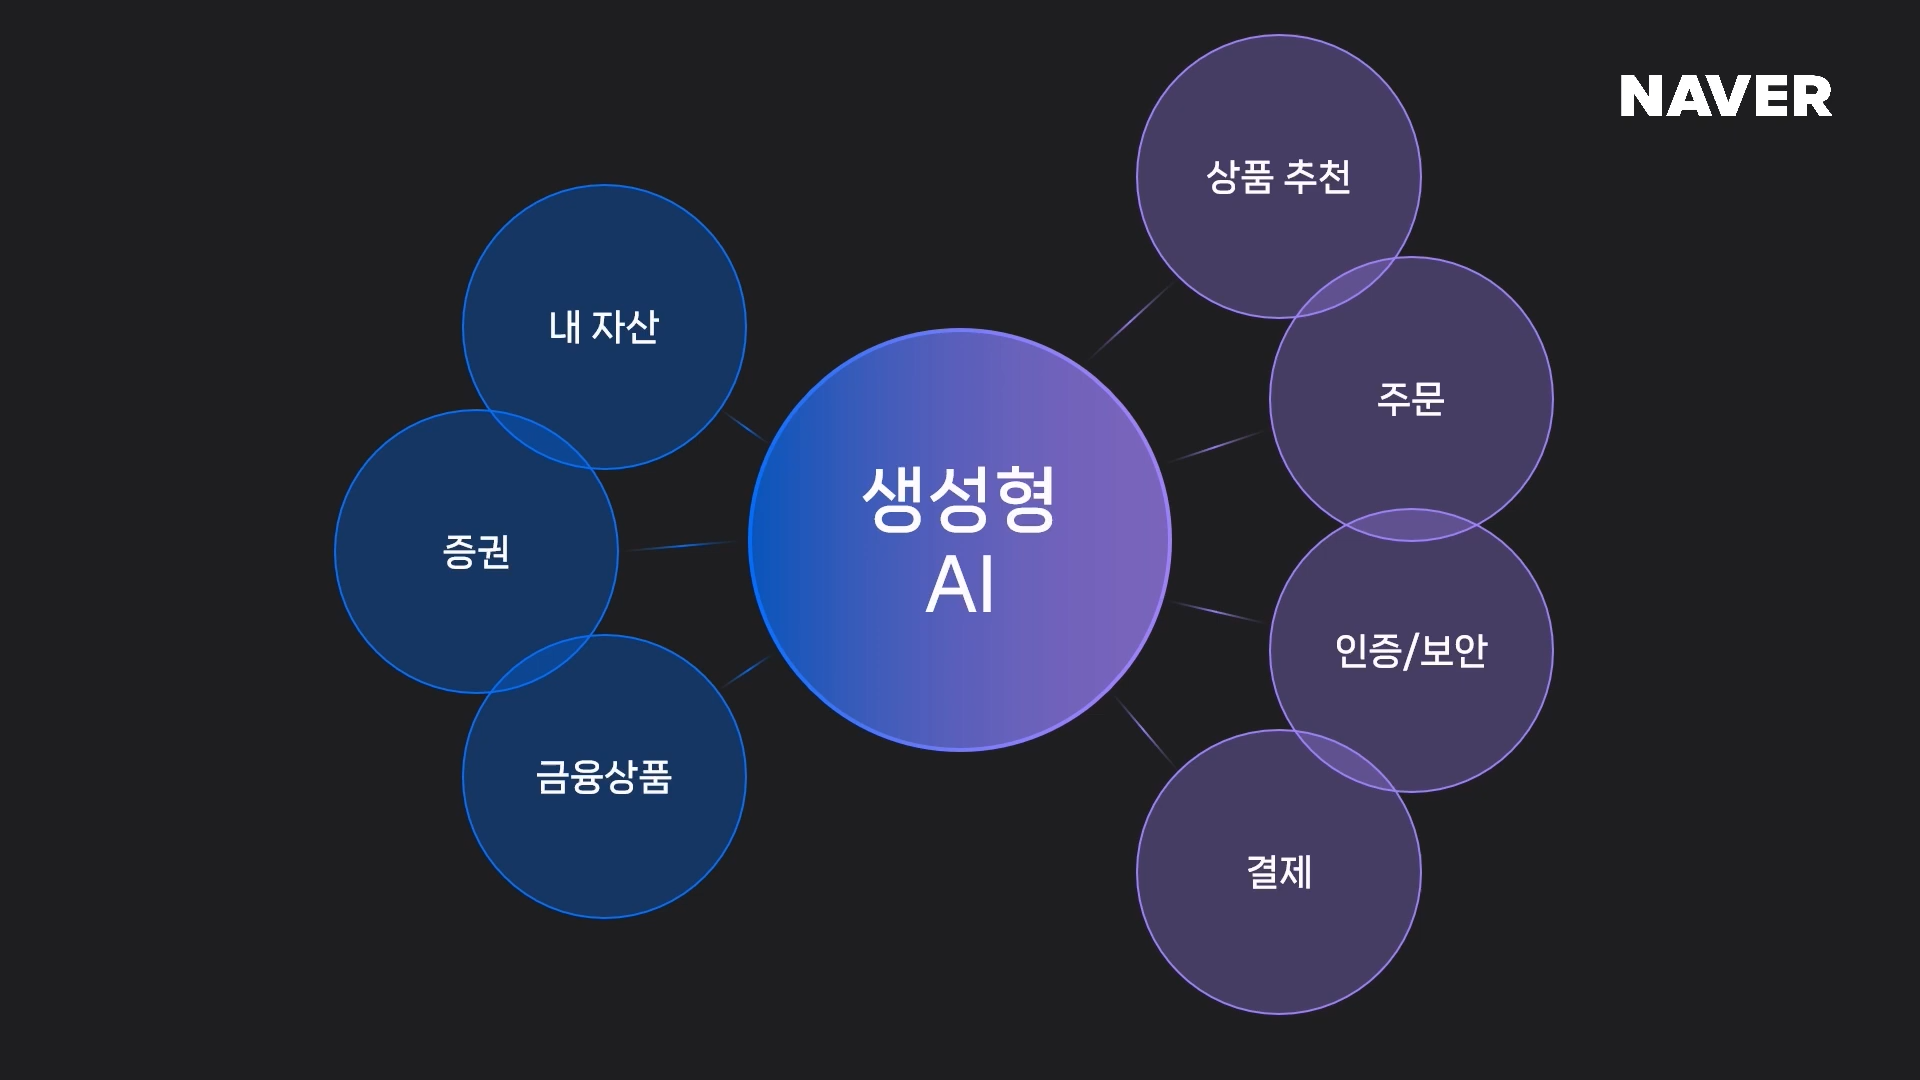 NAVER
내 자산
증권
금융상품
생성형
AI
상품 추천
주문
인증/보안
결제